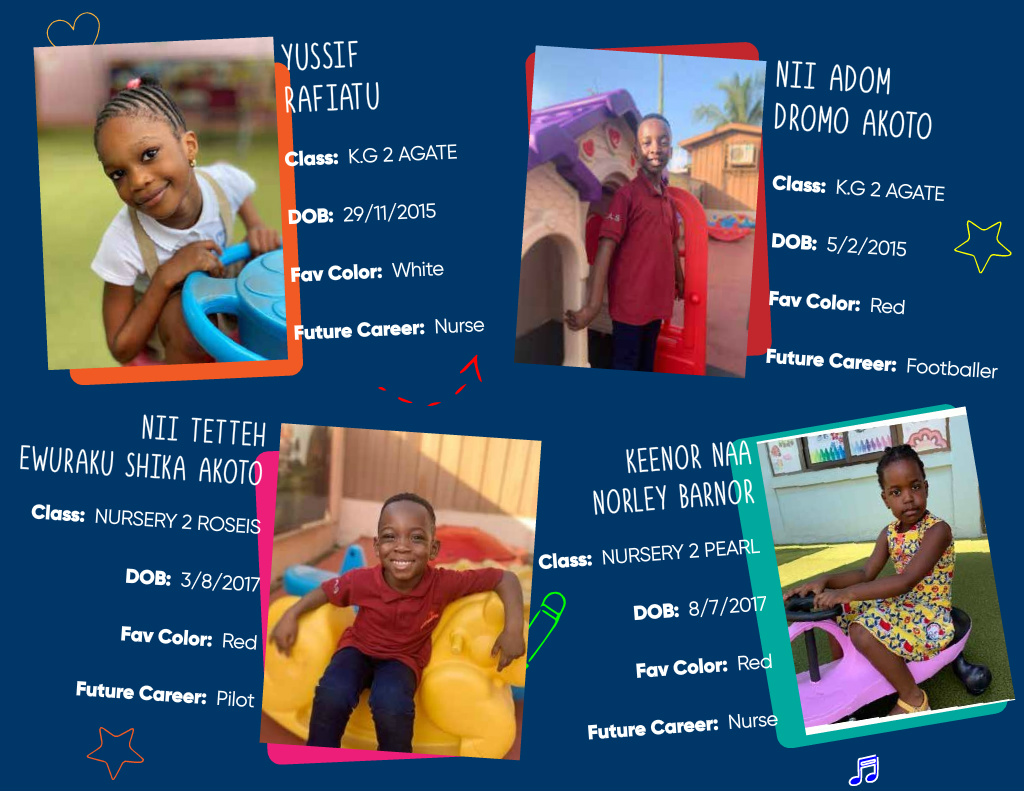 YUSSIF
RAFIATU
Class: K.G 2 AGATE
DOB: 29/11/2015
Fav Color: White
Future Career: Nurse
NII ADOM
DROMO AKOTO
Class: K.G 2 AGATE
DOB: 5/2/2015
Fav Color: Red
Future Career: Footballer
NII TETTEH
EWURAKU SHIKA AKOTO
Class: NURSERY 2 ROSEIS
DOB: 3/8/2017
Fav Color: Red
Future Career: Pilot
KEENOR NAA
NORLEY BARNOR
Class: NURSERY 2 PEARL
DOB: 8/7/2017
Fav Color: Red
Future Career: Nurse